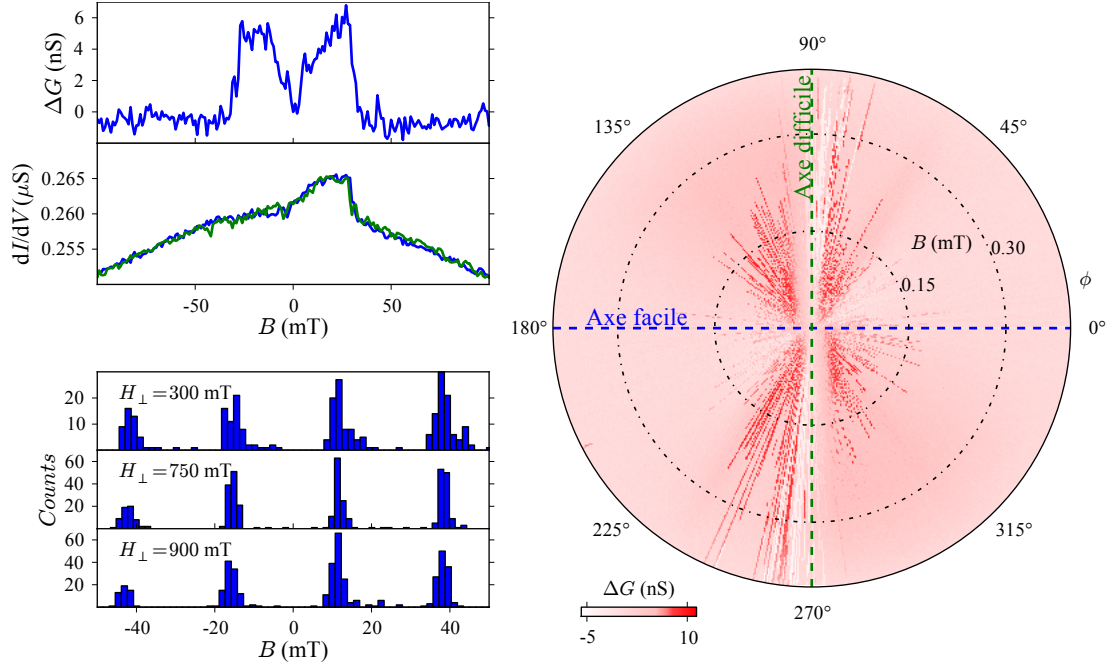 6
4
2
0
ΔG (nS)
0.265
0.260
0.255
dI/dV (μS)
-50 0 50
B (mT)
H⊥ = 300 mT
20
10
H⊥ = 750 mT
60
40
20
H⊥ = 900 mT
60
40
20
Counts
-40 -20 0 20 40
B (mT)
90°
135°
45°
Axe difficile
B (mT)
0.30
0.15
ϕ
Axe facile
180°
0°
225°
315°
270°
ΔG (nS)
-5 10